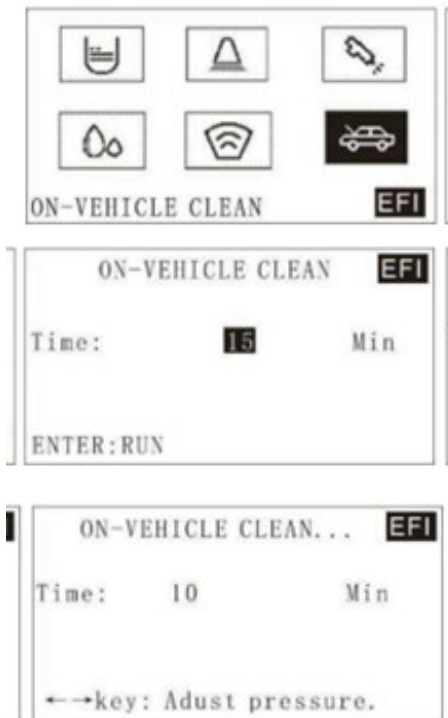 ON-VEHICLE CLEAN EFI
ON-VEHICLE CLEAN EFI
Time: 15 Min
ENTER:RUN
ON-VEHICLE CLEAN... EFI
Time: 10 Min
←→key: Adust pressure.